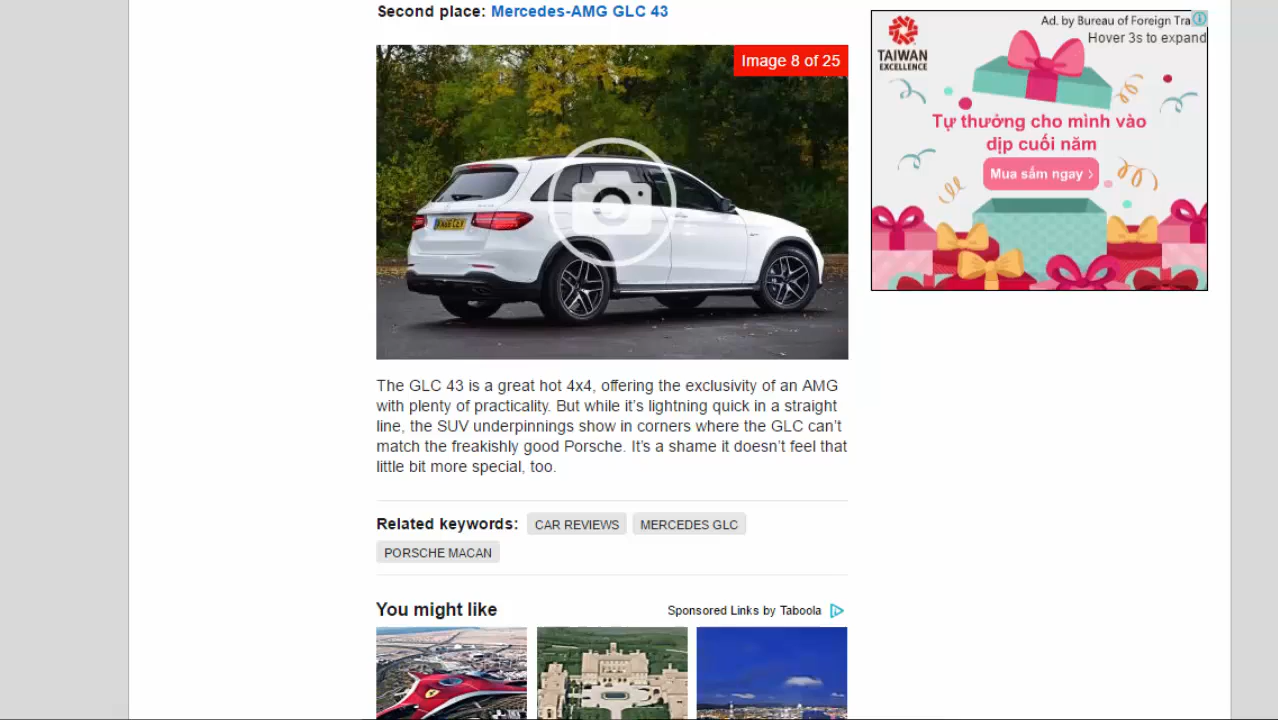 Second place: Mercedes-AMG GLC 43
Image 8 of 25
The GLC 43 is a great hot 4x4, offering the exclusivity of an AMG
with plenty of practicality. But while it’s lightning quick in a straight
line, the SUV underpinnings show in corners where the GLC can’t
match the freakishly good Porsche. It’s a shame it doesn’t feel that
little bit more special, too.
Related keywords: CAR REVIEWS MERCEDES GLC
PORSCHE MACAN
You might like
Sponsored Links by Taboola
Ad. by Bureau of Foreign Tra
Hover 3s to expand
TAIWAN
EXCELLENCE
Tự thưởng cho mình vào
dịp cuối năm
Mua sắm ngay